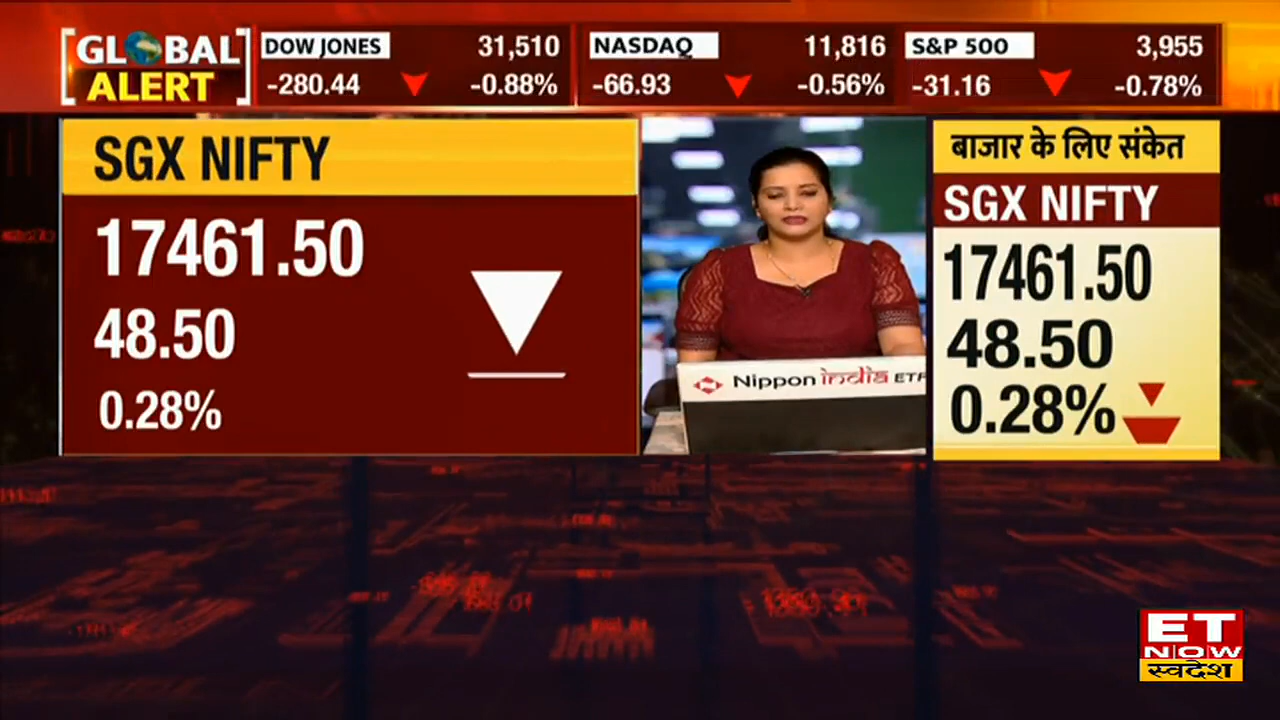 GLOBAL
ALERT
DOW JONES 31,510
-280.44 -0.88%
NASDAQ 11,816
-66.93 -0.56%
S&P 500 3,955
-31.16 -0.78%
SGX NIFTY
17461.50
48.50
0.28%
Nippon india ETF
बाजार के लिए संकेत
SGX NIFTY
17461.50
48.50
0.28%
ET
NOW
स्वदेश